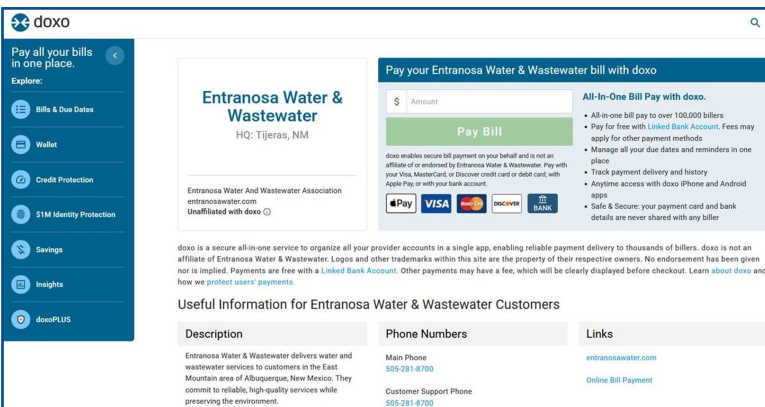 doxo
Pay all your bills
in one place.
Explore:
Bills & Due Dates
Wallet
Credit Protection
$1M Identity Protection
Savings
Insights
doxoPLUS
Entranosa Water &
Wastewater
HQ: Tijeras, NM
Entranosa Water And Wastewater Association
entranosawater.com
Unaffiliated with doxo
Pay your Entranosa Water & Wastewater bill with doxo
$ Amount
Pay Bill
doxo enables secure bill payment on your behalf and is not an
affiliate of or endorsed by Entranosa Water & Wastewater. Pay with
your Visa, MasterCard, or Discover credit card or debit card, with
Apple Pay, or with your bank account.
Pay VISA MasterCard DISCOVER BANK
All-In-One Bill Pay with doxo.
• All-in-one bill pay to over 100,000 billers
• Pay for free with Linked Bank Account. Fees may
apply for other payment methods
• Manage all your due dates and reminders in one
place
• Track payment delivery and history
• Anytime access with doxo iPhone and Android
apps
• Safe & Secure: your payment card and bank
details are never shared with any biller
doxo is a secure all-in-one service to organize all your provider accounts in a single app, enabling reliable payment delivery to thousands of billers. doxo is not an
affiliate of Entranosa Water & Wastewater. Logos and other trademarks within this site are the property of their respective owners. No endorsement has been given
nor is implied. Payments are free with a Linked Bank Account. Other payments may have a fee, which will be clearly displayed before checkout. Learn about doxo and
how we protect users' payments.
Useful Information for Entranosa Water & Wastewater Customers
Description
Entranosa Water & Wastewater delivers water and
wastewater services to customers in the East
Mountain area of Albuquerque, New Mexico. They
commit to reliable, high-quality services while
preserving the environment.
Phone Numbers
Main Phone
505-281-8700
Customer Support Phone
505-281-8700
Links
entranosawater.com
Online Bill Payment